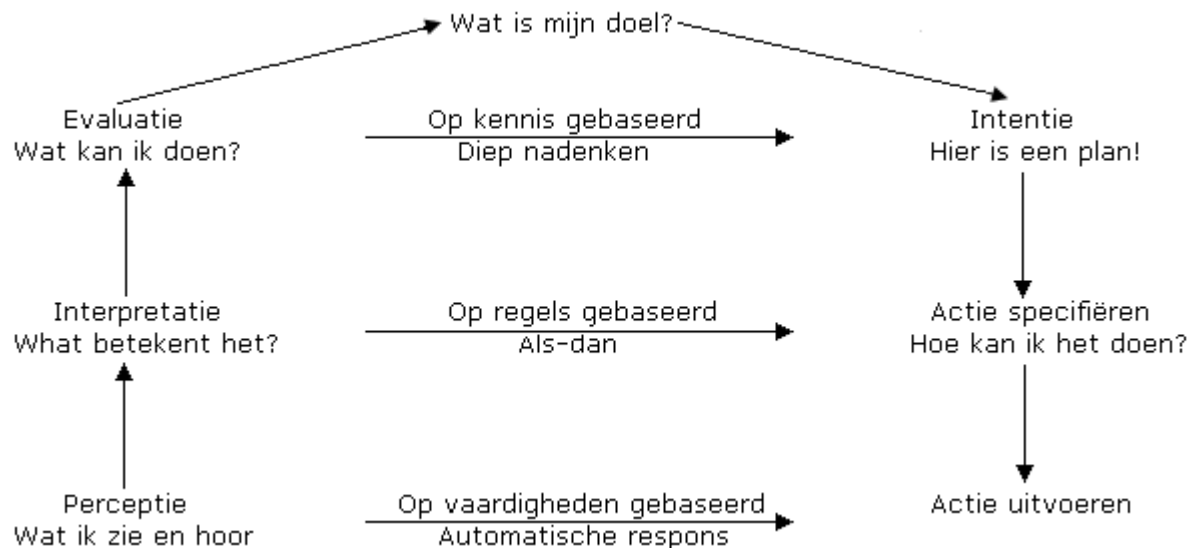 Wat is mijn doel?
Evaluatie
Wat kan ik doen?
Op kennis gebaseerd
Diep nadenken
Intentie
Hier is een plan!
Interpretatie
What betekent het?
Op regels gebaseerd
Als-dan
Actie specifiëren
Hoe kan ik het doen?
Perceptie
Wat ik zie en hoor
Op vaardigheden gebaseerd
Automatische respons
Actie uitvoeren